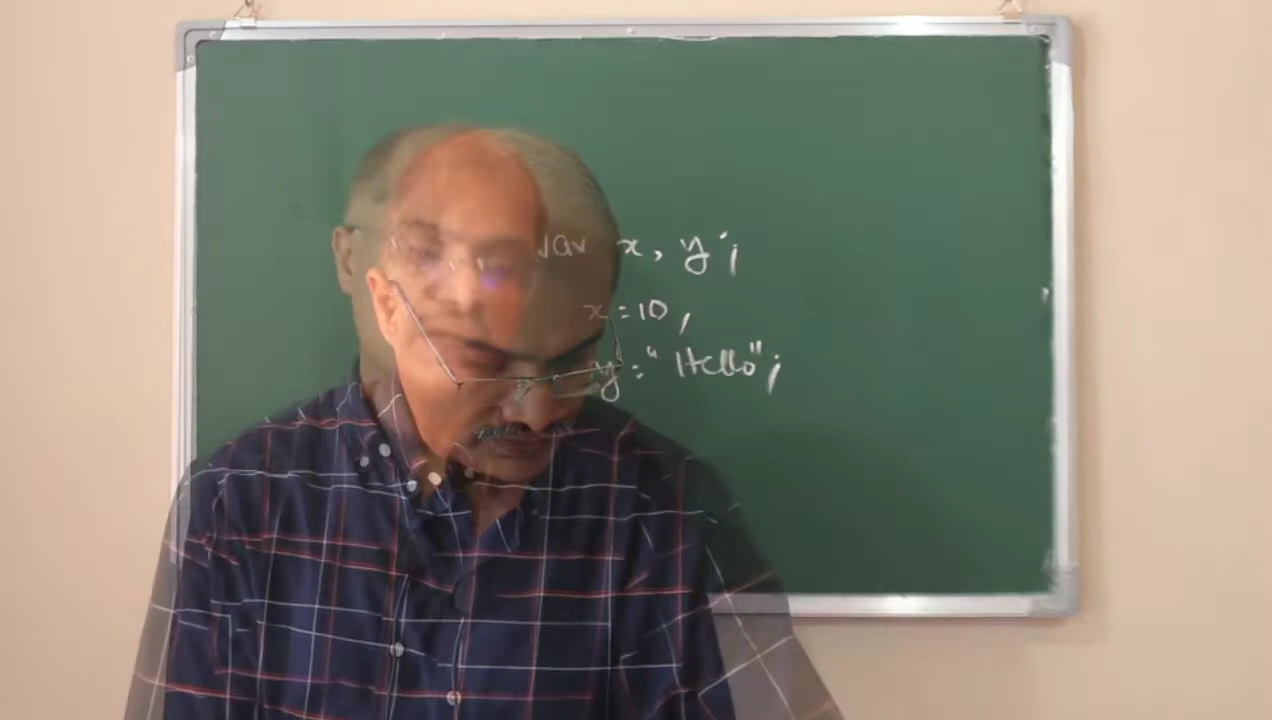 var x, y;
x = 10;
y = "Hello";